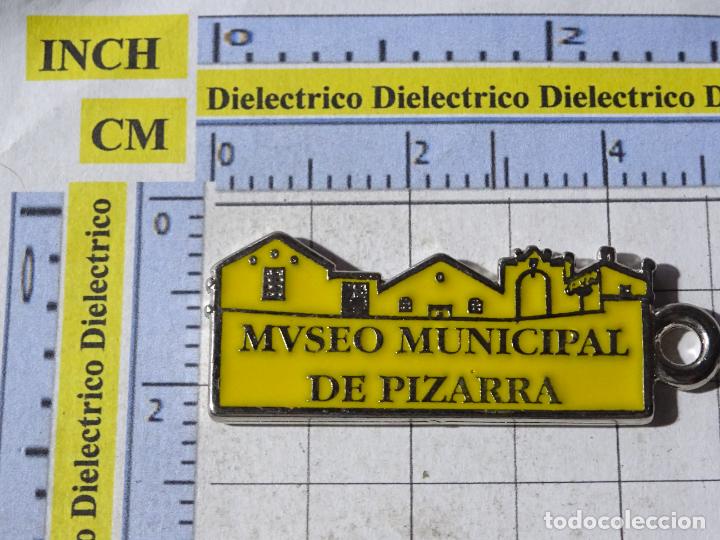 INCH
0 2
Dielectrico Dielectrico Dielectrico D
CM
0 2 4
0
0
2
o Dielectrico Dielectrico
MVSEO MUNICIPAL
DE PIZARRA
todocoleccion